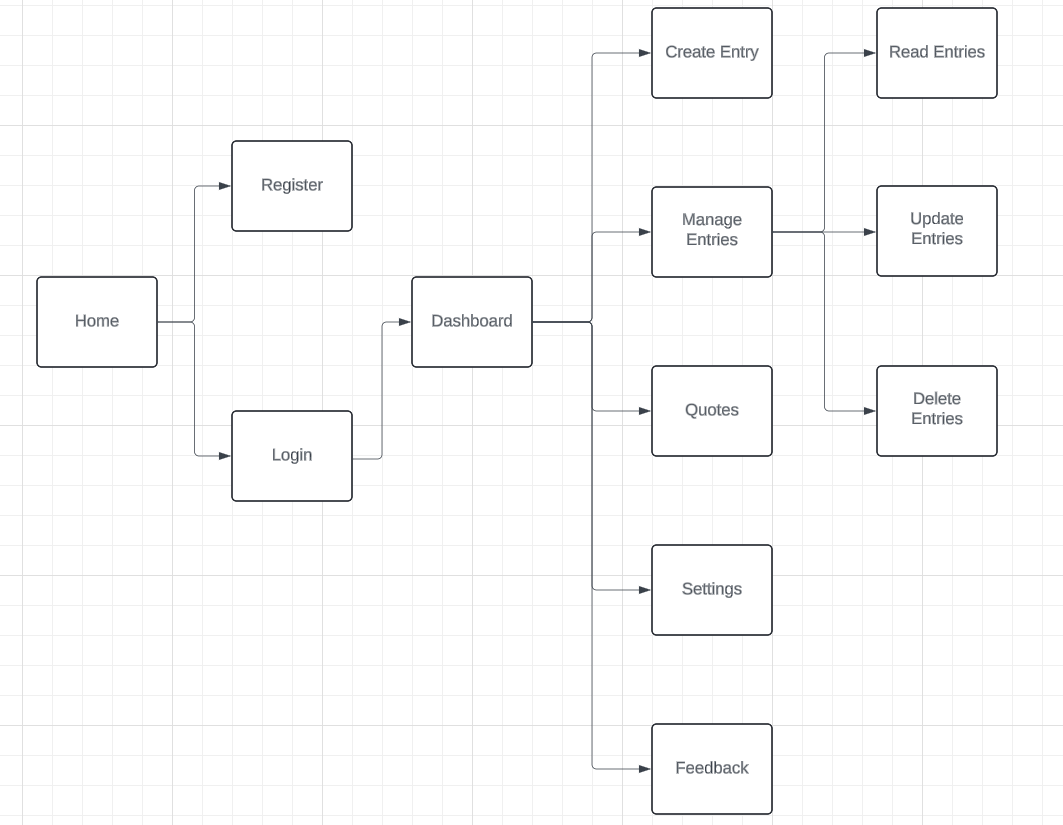 Home
Register
Login
Dashboard
Create Entry
Manage
Entries
Quotes
Settings
Feedback
Read Entries
Update
Entries
Delete
Entries